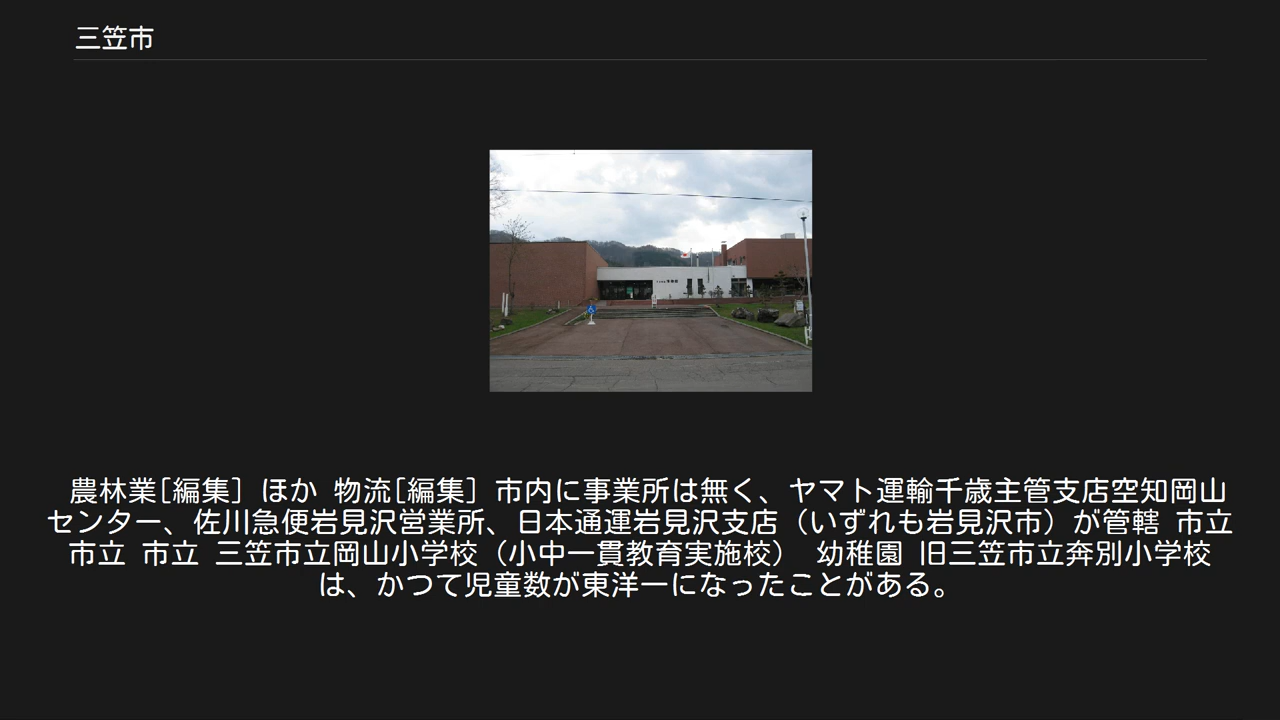 三笠市
農林業[編集] ほか 物流[編集] 市内に事業所は無く、ヤマト運輸千歳主管支店空知岡山
センター、佐川急便岩見沢営業所、日本通運岩見沢支店（いずれも岩見沢市）が管轄 市立
市立 市立 三笠市立岡山小学校（小中一貫教育実施校） 幼稚園 旧三笠市立奔別小学校
は、かつて児童数が東洋一になったことがある。